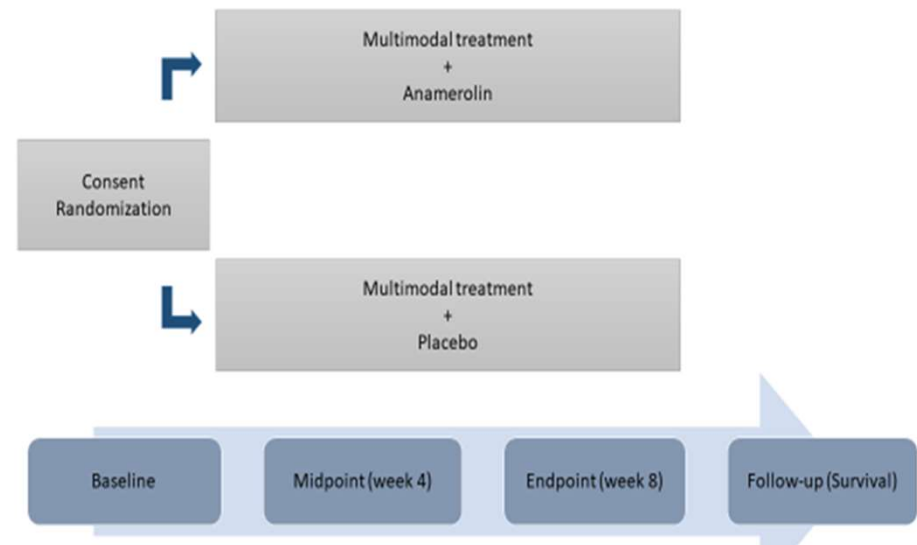 Multimodal treatment
+
Anamerolin
Consent
Randomization
Multimodal treatment
+
Placebo
Baseline
Midpoint (week 4)
Endpoint (week 8)
Follow-up (Survival)